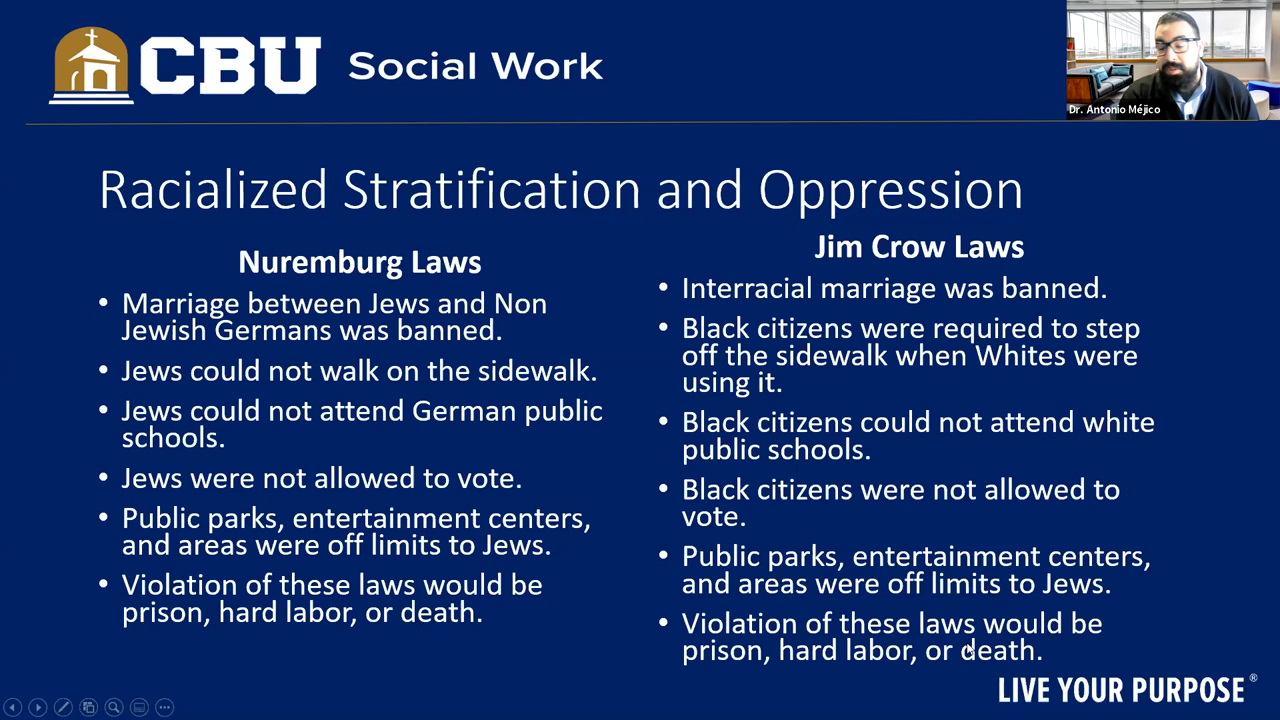 CBU Social Work
Dr. Antonio Méjico
Racialized Stratification and Oppression
Nuremburg Laws
• Marriage between Jews and Non
Jewish Germans was banned.
• Jews could not walk on the sidewalk.
• Jews could not attend German public
schools.
• Jews were not allowed to vote.
• Public parks, entertainment centers,
and areas were off limits to Jews.
• Violation of these laws would be
prison, hard labor, or death.
Jim Crow Laws
• Interracial marriage was banned.
• Black citizens were required to step
off the sidewalk when Whites were
using it.
• Black citizens could not attend white
public schools.
• Black citizens were not allowed to
vote.
• Public parks, entertainment centers,
and areas were off limits to Jews.
• Violation of these laws would be
prison, hard labor, or death.
LIVE YOUR PURPOSE®